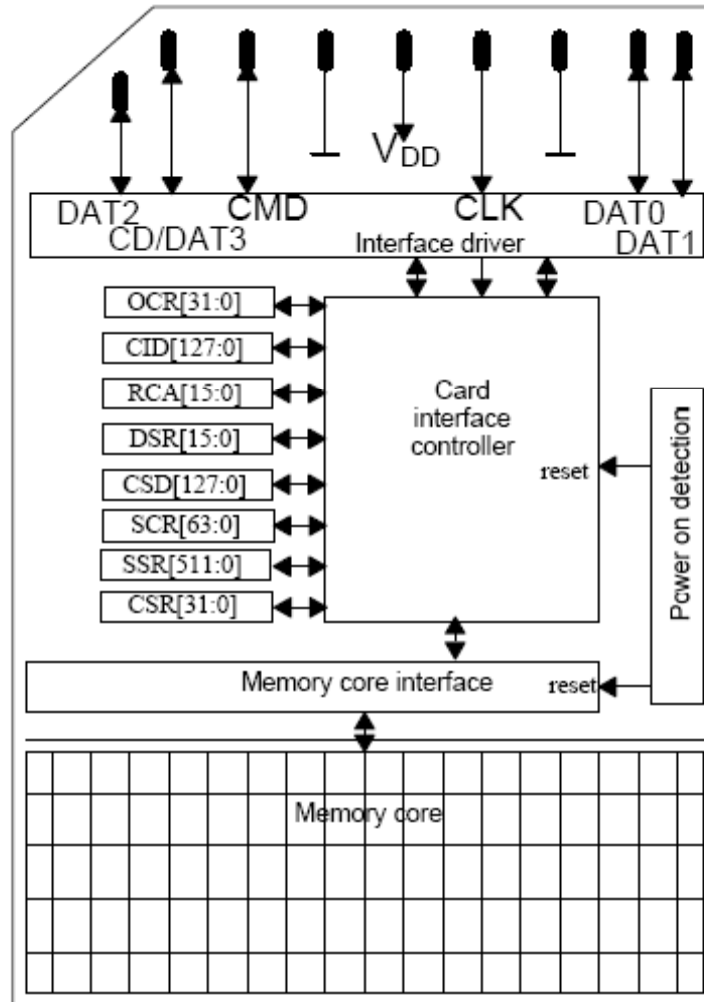 V_DD
DAT2 CMD CLK DAT0
CD/DAT3 Interface driver DAT1
OCR[31:0]
CID[127:0]
RCA[15:0]
DSR[15:0]
CSD[127:0]
SCR[63:0]
SSR[511:0]
CSR[31:0]
Card
interface
controller
reset
Power on detection
Memory core interface reset
Memory core